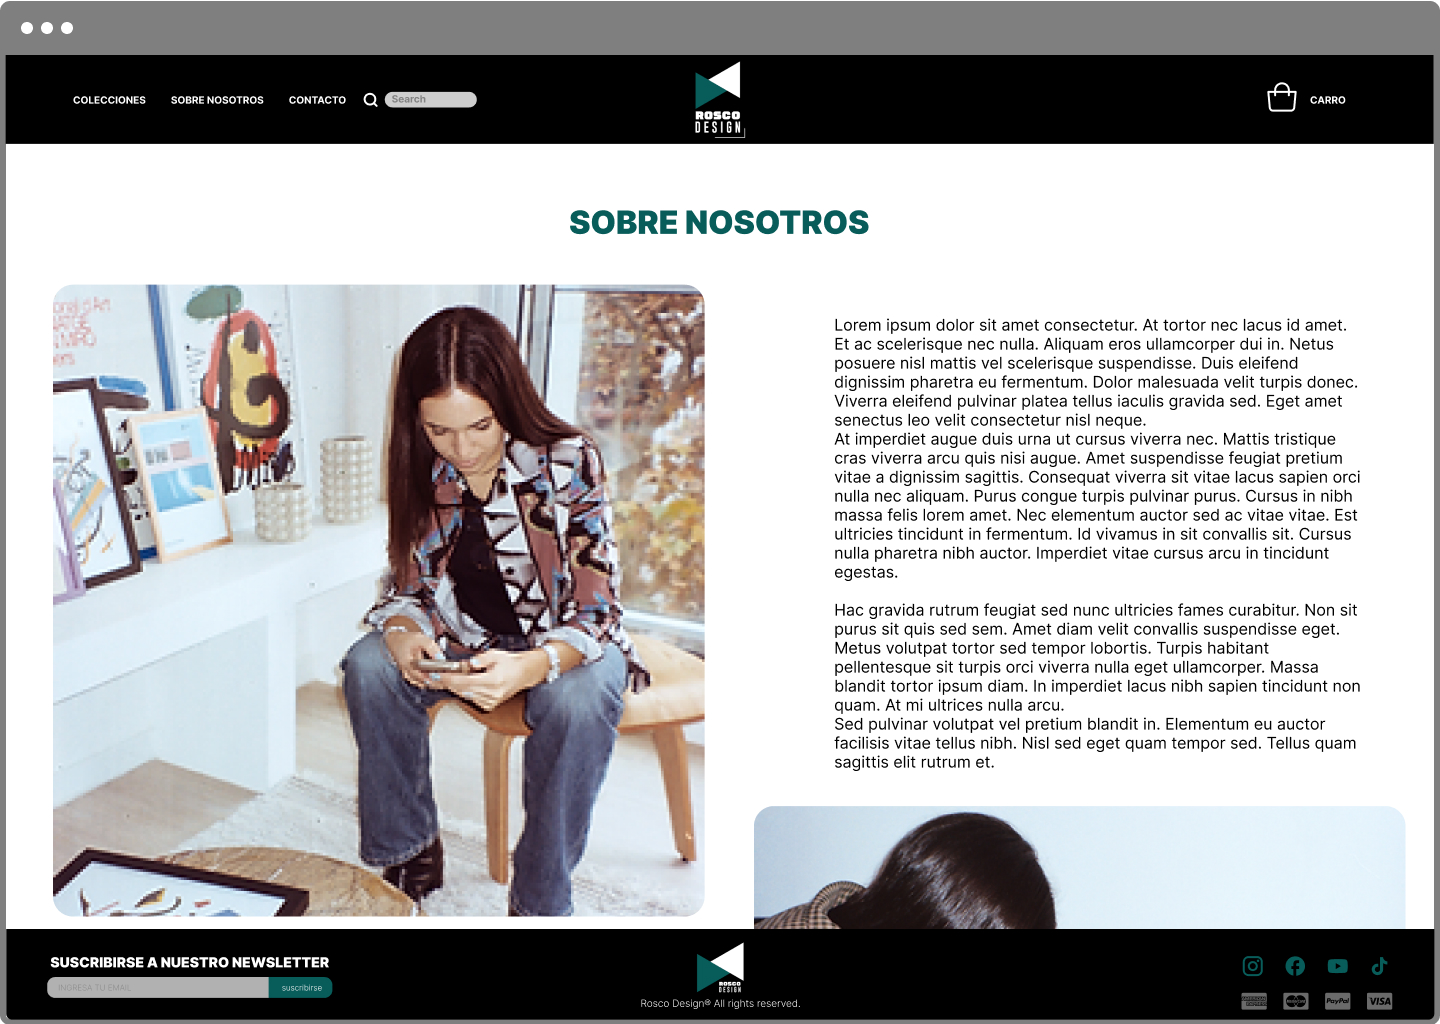 COLECCIONES
SOBRE NOSOTROS
CONTACTO
Search
ROSCO
DESIGN
CARRO
SOBRE NOSOTROS
Lorem ipsum dolor sit amet consectetur. At tortor nec lacus id amet.
Et ac scelerisque nec nulla. Aliquam eros ullamcorper dui in. Netus
posuere nisl mattis vel scelerisque suspendisse. Duis eleifend
dignissim pharetra eu fermentum. Dolor malesuada velit turpis donec.
Viverra eleifend pulvinar platea tellus iaculis gravida sed. Eget amet
senectus leo velit consectetur nisl neque.
At imperdiet augue duis urna ut cursus viverra nec. Mattis tristique
cras viverra arcu quis nisi augue. Amet suspendisse feugiat pretium
vitae a dignissim sagittis. Consequat viverra sit vitae lacus sapien orci
nulla nec aliquam. Purus congue turpis pulvinar purus. Cursus in nibh
massa felis lorem amet. Nec elementum auctor sed ac vitae vitae. Est
ultricies tincidunt in fermentum. Id vivamus in sit convallis sit. Cursus
nulla pharetra nibh auctor. Imperdiet vitae cursus arcu in tincidunt
egestas.
Hac gravida rutrum feugiat sed nunc ultricies fames curabitur. Non sit
purus sit quis sed sem. Amet diam velit convallis suspendisse eget.
Metus volutpat tortor sed tempor lobortis. Turpis habitant
pellentesque sit turpis orci viverra nulla eget ullamcorper. Massa
blandit tortor ipsum diam. In imperdiet lacus nibh sapien tincidunt non
quam. At mi ultrices nulla arcu.
Sed pulvinar volutpat vel pretium blandit in. Elementum eu auctor
facilisis vitae tellus nibh. Nisl sed eget quam tempor sed. Tellus quam
sagittis elit rutrum et.
SUSCRIBIRSE A NUESTRO NEWSLETTER
INGRESA TU EMAIL
suscribirse
ROSCO
DESIGN
Rosco Design® All rights reserved.
PayPal
VISA